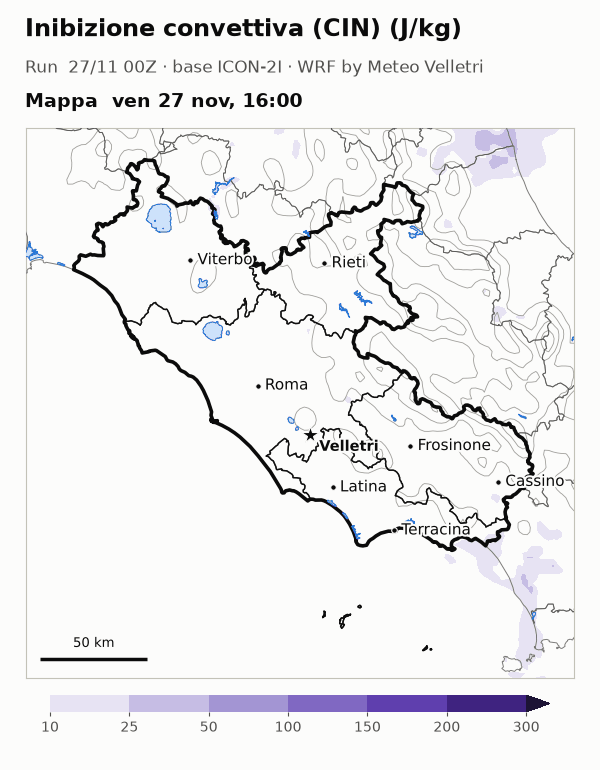 Inibizione convettiva (CIN) (J/kg)
Run  27/11 00Z · base ICON-2I · WRF by Meteo Velletri
Mappa  ven 27 nov, 16:00
Viterbo
Rieti
Roma
Velletri
Frosinone
Cassino
Latina
Terracina
50 km
10 25 50 100 150 200 300